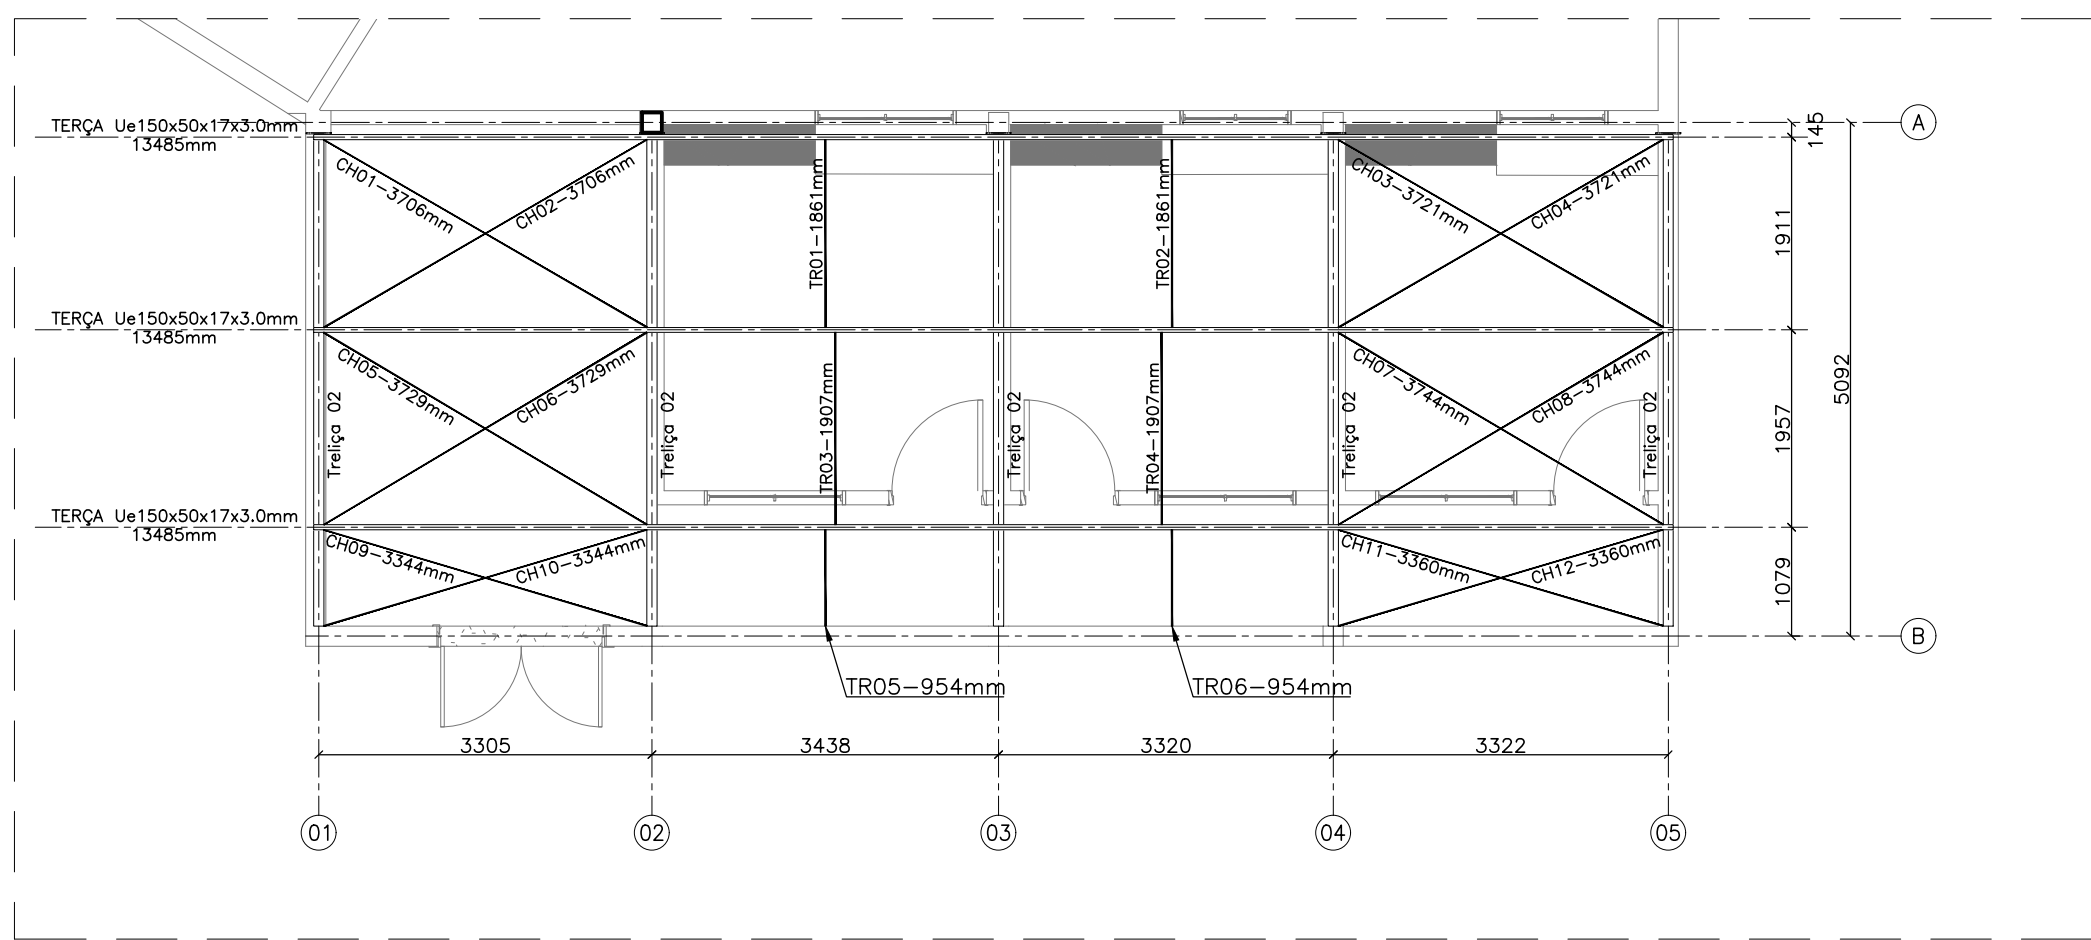 TERÇA Ue150x50x17x3.0mm
13485mm
A
145
CH01-3706mm
CH02-3706mm
TR01-1861mm
TR02-1861mm
CH03-3721mm
CH04-3721mm
1911
TERÇA Ue150x50x17x3.0mm
13485mm
5092
CH05-3729mm
CH06-3729mm
TR03-1907mm
TR04-1907mm
CH07-3744mm
CH08-3744mm
Treliça 02
Treliça 02
Treliça 02
Treliça 02
Treliça 02
1957
TERÇA Ue150x50x17x3.0mm
13485mm
CH09-3344mm
CH10-3344mm
CH11-3360mm
CH12-3360mm
1079
B
TR05-954mm
TR06-954mm
3305
3438
3320
3322
01
02
03
04
05